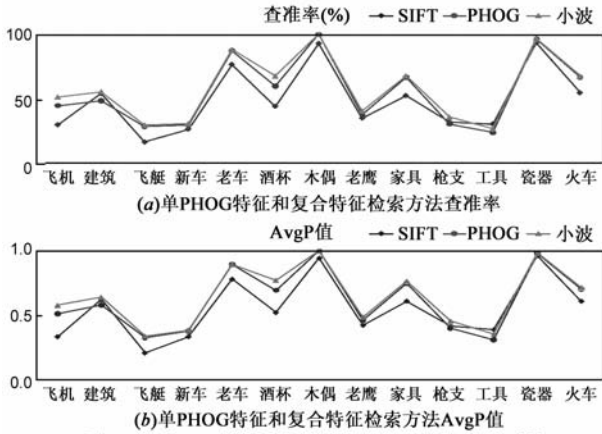 查准率(%) SIFT PHOG 小波
100
50
0
飞机 建筑 飞艇 新车 老车 酒杯 木偶 老鹰 家具 枪支 工具 瓷器 火车
(a)单PHOG特征和复合特征检索方法查准率
AvgP值 SIFT PHOG 小波
1.0
0.5
0.0
飞机 建筑 飞艇 新车 老车 酒杯 木偶 老鹰 家具 枪支 工具 瓷器 火车
(b)单PHOG特征和复合特征检索方法AvgP值